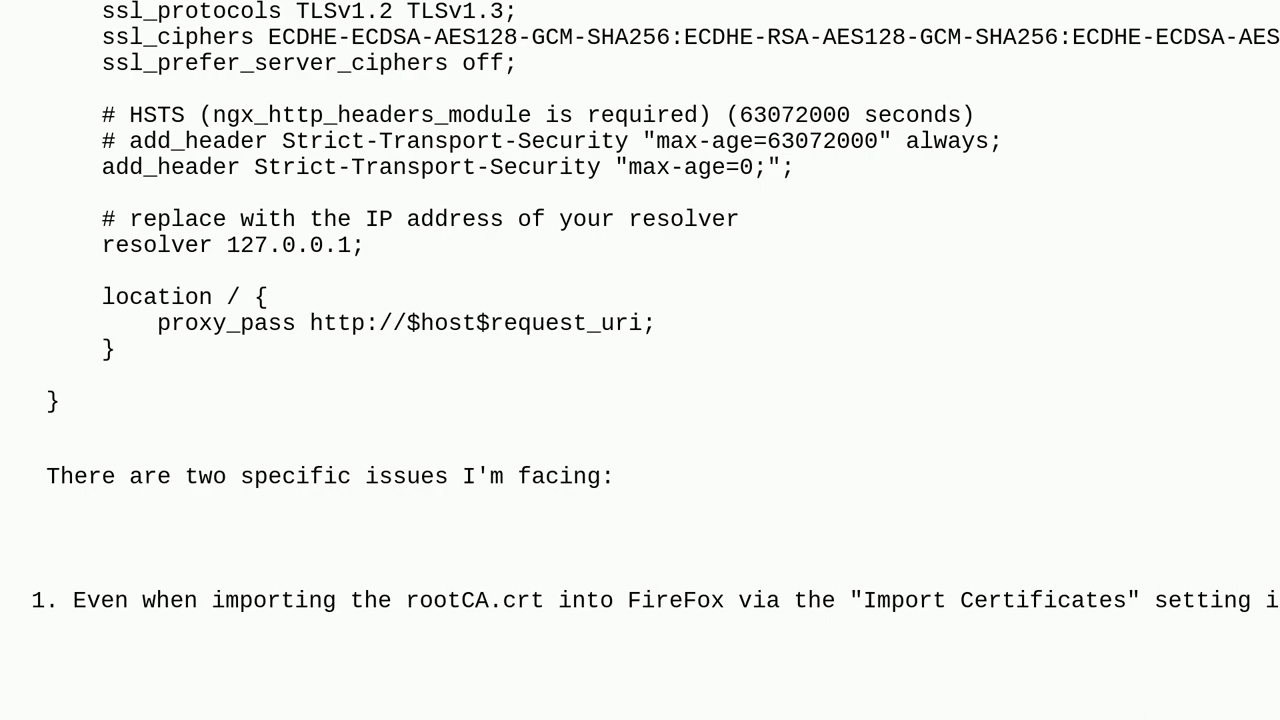 ssl_protocols TLSv1.2 TLSv1.3;
ssl_ciphers ECDHE-ECDSA-AES128-GCM-SHA256:ECDHE-RSA-AES128-GCM-SHA256:ECDHE-ECDSA-AES
ssl_prefer_server_ciphers off;
# HSTS (ngx_http_headers_module is required) (63072000 seconds)
# add_header Strict-Transport-Security "max-age=63072000" always;
add_header Strict-Transport-Security "max-age=0;";
# replace with the IP address of your resolver
resolver 127.0.0.1;
location / {
proxy_pass http://$host$request_uri;
}
}
There are two specific issues I'm facing:
1. Even when importing the rootCA.crt into FireFox via the "Import Certificates" setting i